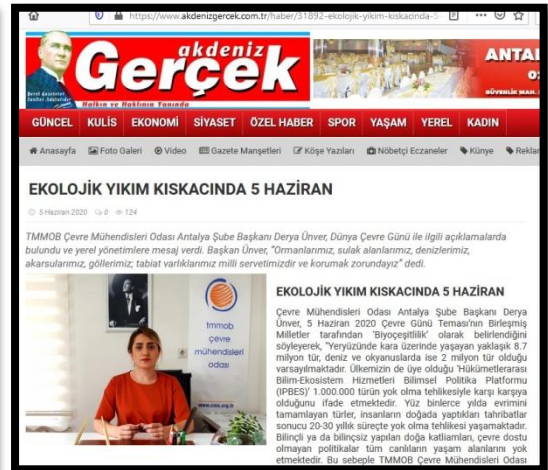 https://www.akdenizgercek.com.tr/haber/31892-ekolojik-yikim-kiskacinda-5
akdeniz
Gerçek
Halkın ve Haklının Yanında
ANTA
GÜNCEL KULİS EKONOMİ SİYASET ÖZEL HABER SPOR YAŞAM YEREL KADIN
Anasayfa Foto Galeri Video Gazete Manşetleri Köşe Yazıları Nöbetçi Eczaneler Künye Reklam
EKOLOJİK YIKIM KISKACINDA 5 HAZİRAN
5 Haziran 2020 0 124
TMMOB Çevre Mühendisleri Odası Antalya Şube Başkanı Derya Ünver, Dünya Çevre Günü ile ilgili açıklamalarda
bulundu ve yerel yönetimlere mesaj verdi. Başkan Ünver, “Ormanlarımız, sulak alanlarımız, denizlerimiz,
akarsularımız, göllerimiz; tabiat varlıklarımız milli servetimizdir ve korumak zorundayız” dedi.
tmmob
çevre
mühendisleri
odası
www.cmo.org.tr
EKOLOJİK YIKIM KISKACINDA 5 HAZİRAN
Çevre Mühendisleri Odası Antalya Şube Başkanı Derya
Ünver, 5 Haziran 2020 Çevre Günü Teması'nın Birleşmiş
Milletler tarafından ‘Biyoçeşitlilik’ olarak belirlendiğini
söyleyerek, “Yeryüzünde kara üzerinde yaşayan yaklaşık 8.7
milyon tür, deniz ve okyanuslarda ise 2 milyon tür olduğu
varsayılmaktadır. Ülkemizin de üye olduğu ‘Hükümetlerarası
Bilim-Ekosistem Hizmetleri Bilimsel Politika Platformu
(IPBES)’ 1.000.000 türün yok olma tehlikesiyle karşı karşıya
olduğunu ifade etmektedir. Yüz binlerce yılda evrimini
tamamlayan türler, insanların doğada yaptıkları tahribatlar
sonucu 20-30 yıllık süreçte yok olma tehlikesi yaşamaktadır.
Bilinçli ya da bilinçsiz yapılan doğa katliamları, çevre dostu
olmayan politikalar tüm canlıların yaşam alanlarını yok
etmektedir. Bu sebeple TMMOB Çevre Mühendisleri Odası